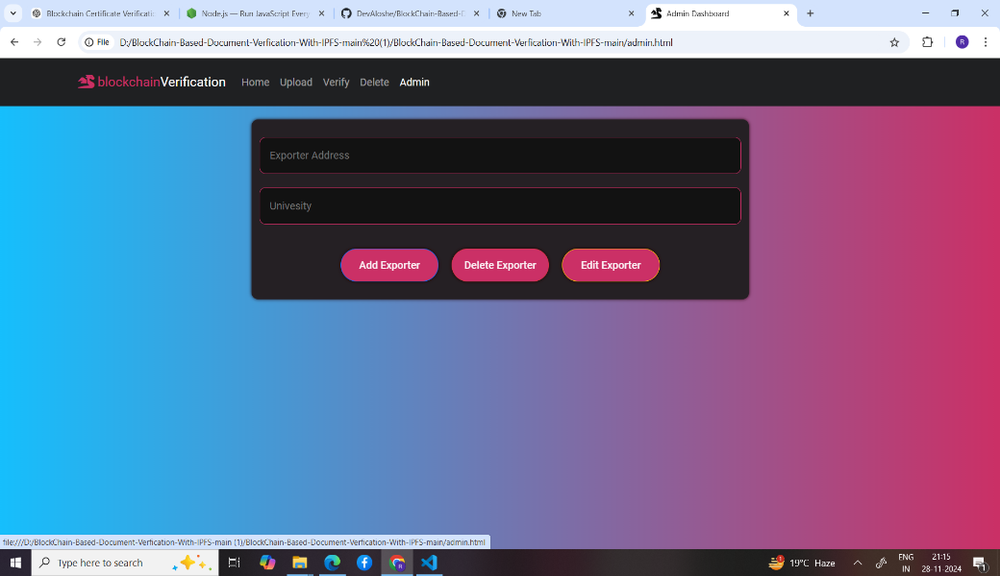 Blockchain Certificate Verificatio
Node.js — Run JavaScript Every
DevAloshe/BlockChain-Based-D
New Tab
Admin Dashboard
File
D:/BlockChain-Based-Document-Verfication-With-IPFS-main%20(1)/BlockChain-Based-Document-Verfication-With-IPFS-main/admin.html
R
blockchainVerification
Home
Upload
Verify
Delete
Admin
Exporter Address
Univesity
Add Exporter
Delete Exporter
Edit Exporter
file:///D:/BlockChain-Based-Document-Verfication-With-IPFS-main (1)/BlockChain-Based-Document-Verfication-With-IPFS-main/admin.html
Type here to search
R
19°C Haze
ENG
IN
21:15
28-11-2024
1